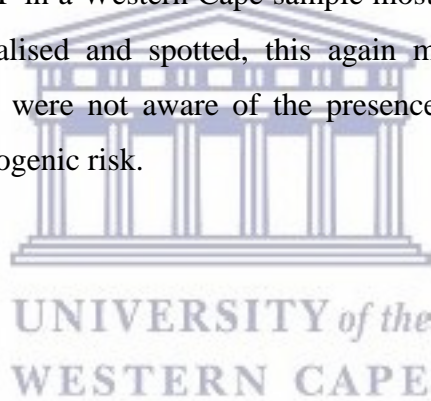 in a Western Cape sample most
alised and spotted, this again m
were not aware of the presence
ogenic risk.
UNIVERSITY of the
WESTERN CAPE